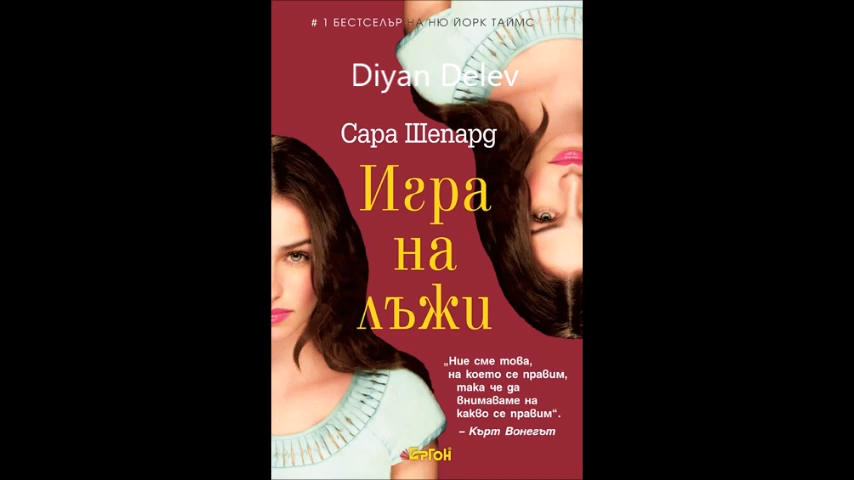 # 1 БЕСТСЕЛЪР НА НЮ ЙОРК ТАЙМС
Diyan Delev
Сара Шепард
Игра
на
лъжи
„Ние сме това,
на което се правим,
така че да
внимаваме на
какво се правим“.
– Кърт Вонегът
ЕРГОН